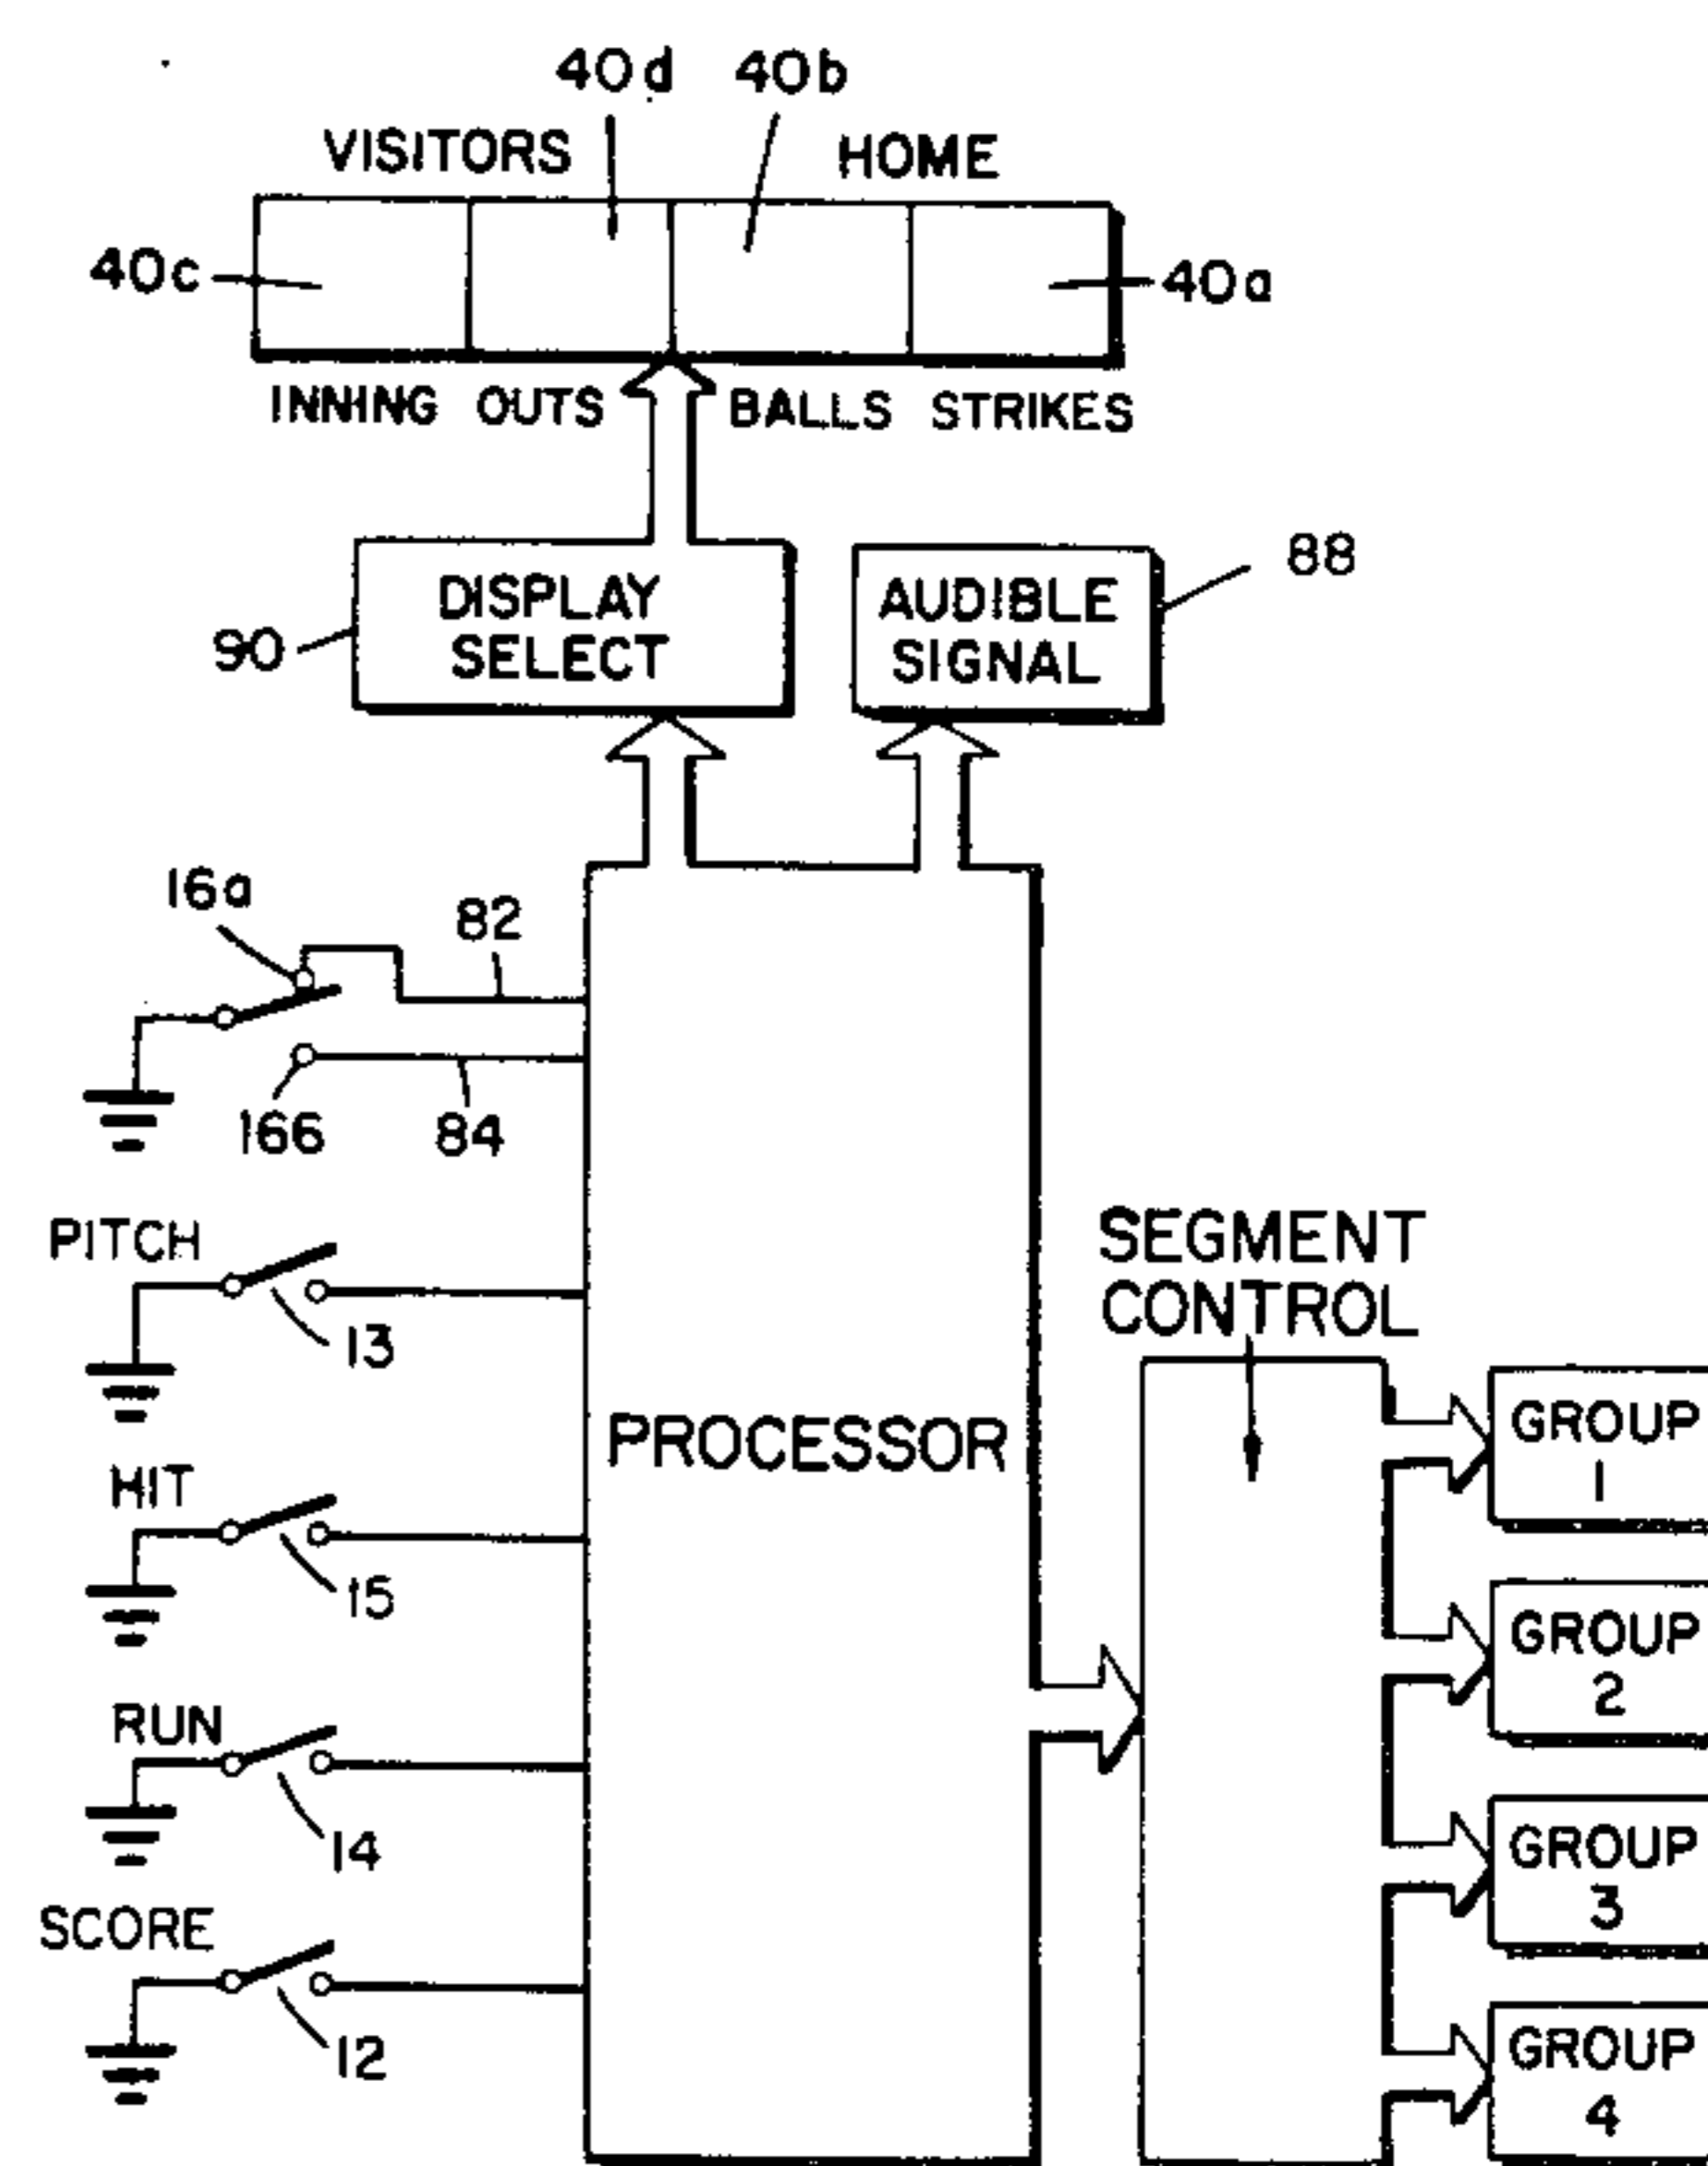 40d 40b
VISITORS HOME
40c 40a
INNING OUTS BALLS STRIKES
DISPLAY
SELECT
90
AUDIBLE
SIGNAL
88
16a
82
166
84
PITCH
13
HIT
15
RUN
14
SCORE
12
PROCESSOR
SEGMENT
CONTROL
GROUP
1
GROUP
2
GROUP
3
GROUP
4